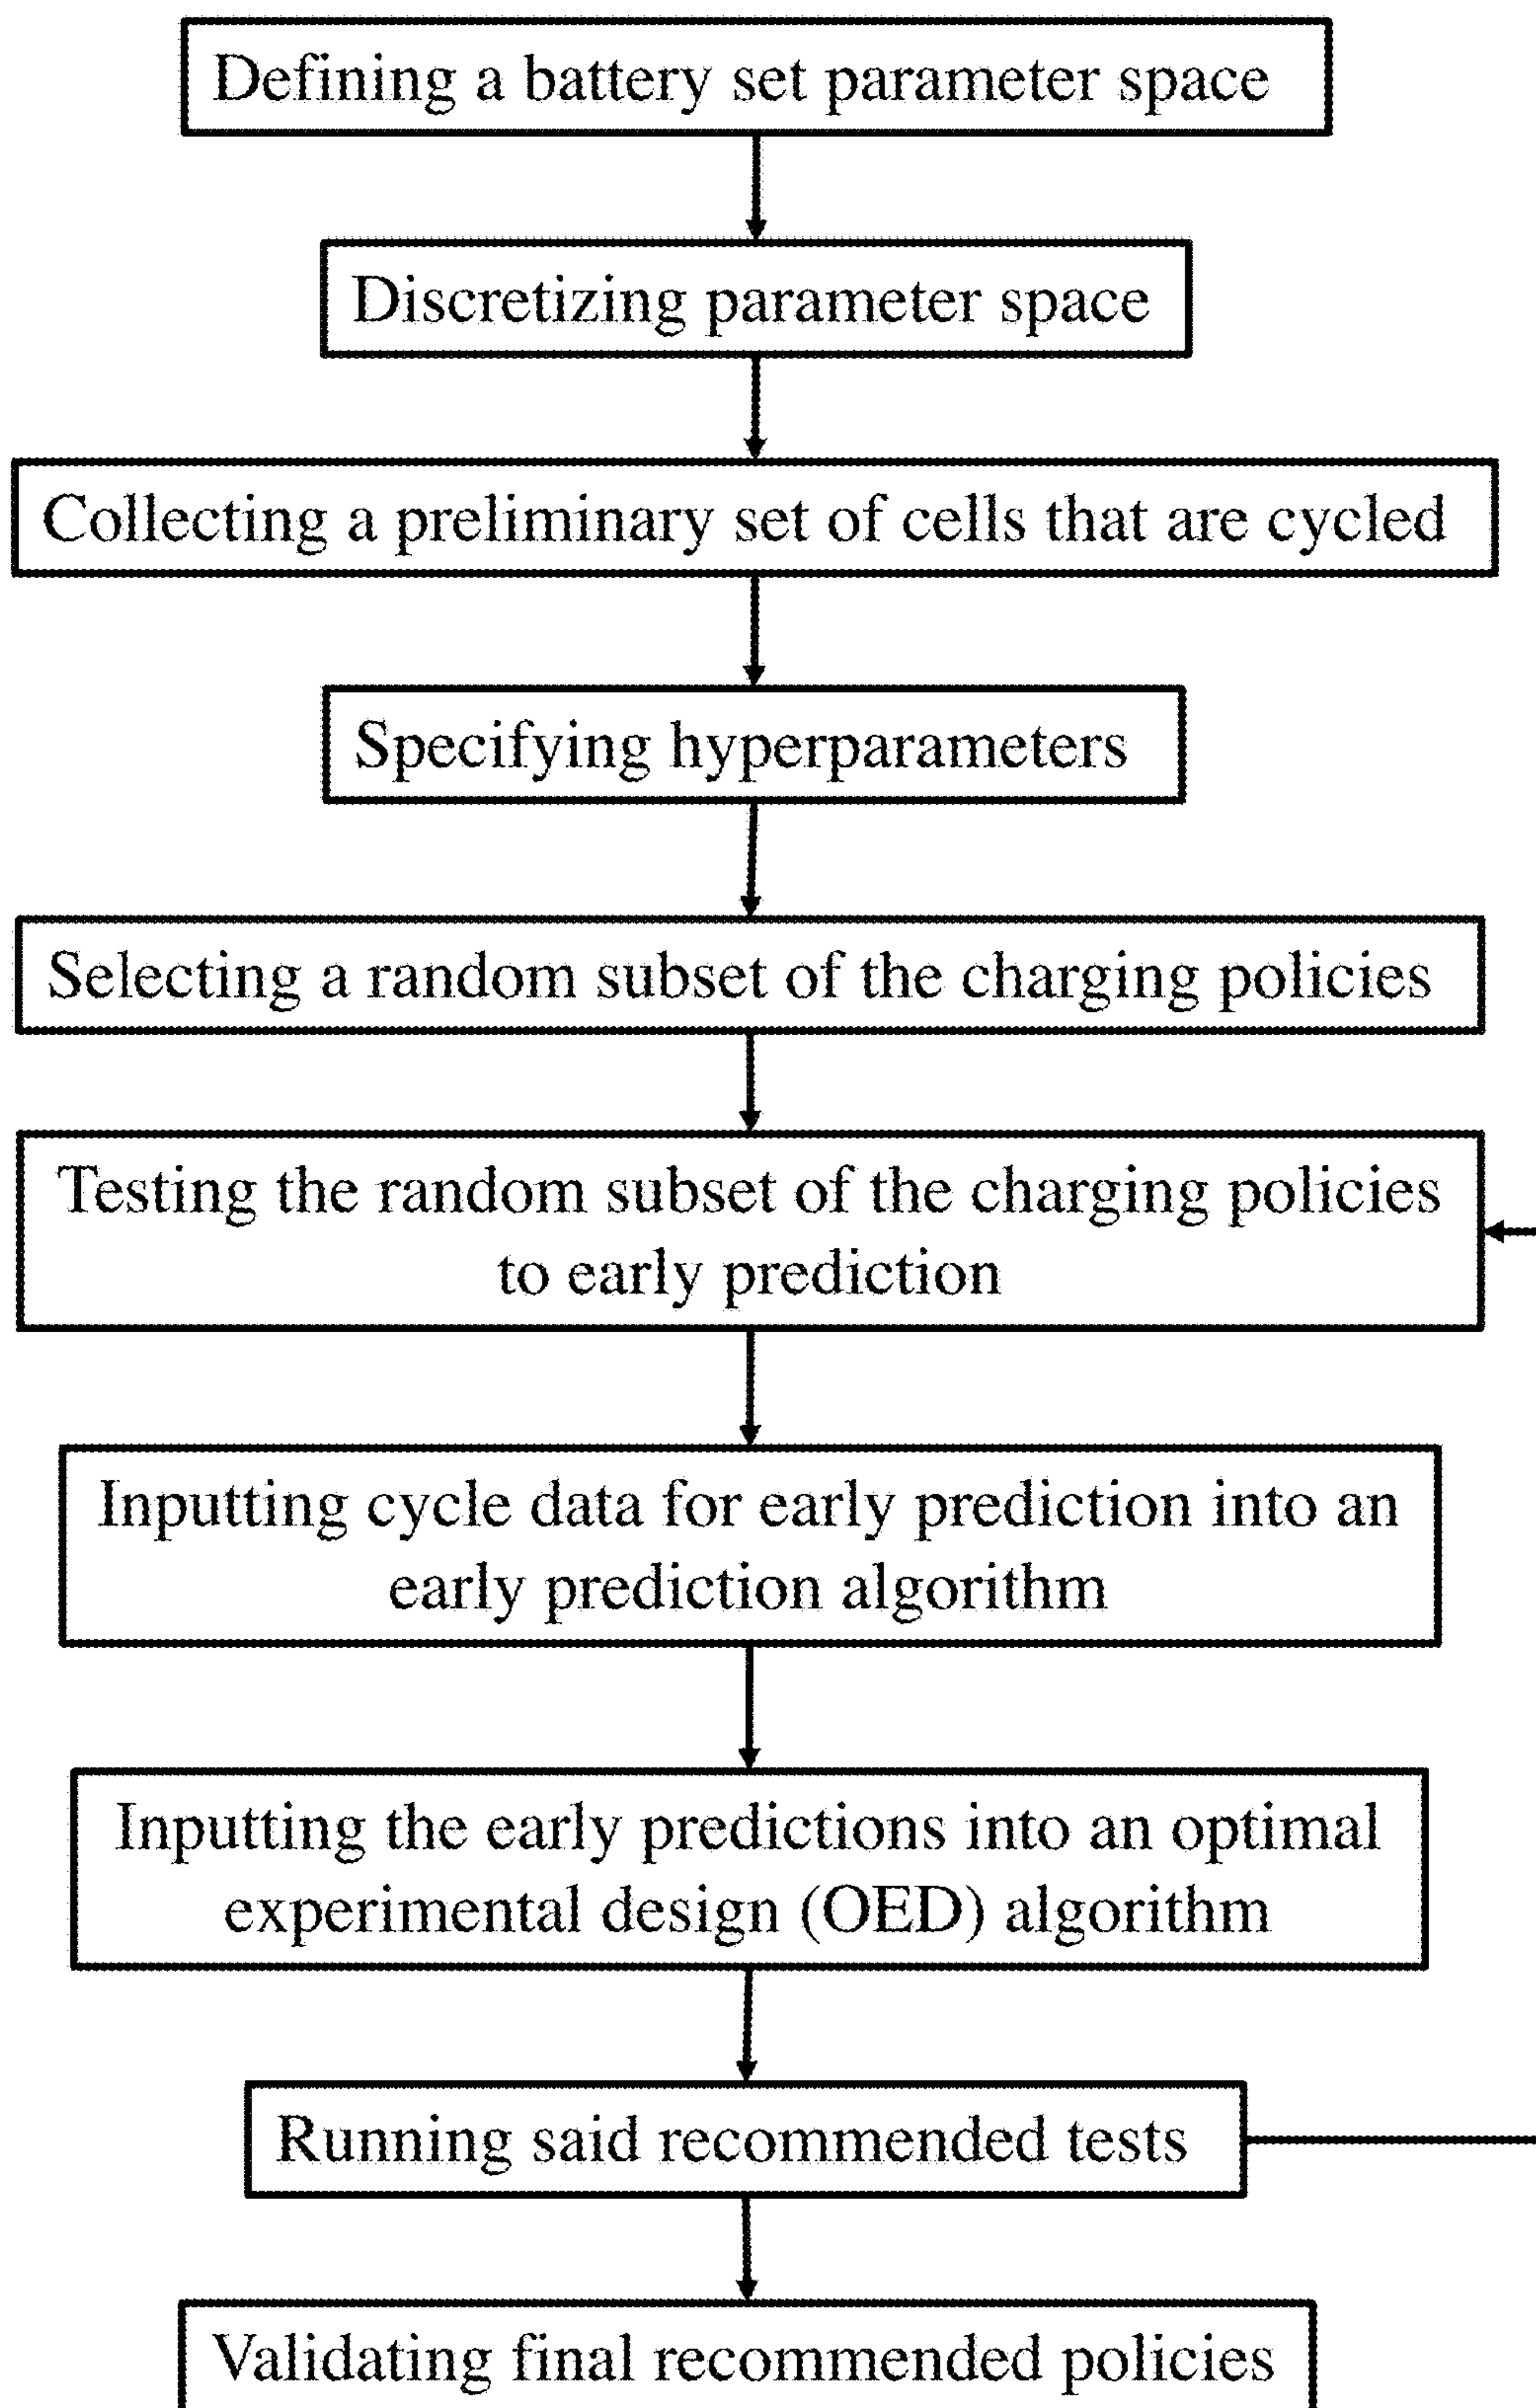 Defining a battery set parameter space
Discretizing parameter space
Collecting a preliminary set of cells that are cycled
Specifying hyperparameters
Selecting a random subset of the charging policies
Testing the random subset of the charging policies
to early prediction
Inputting cycle data for early prediction into an
early prediction algorithm
Inputting the early predictions into an optimal
experimental design (OED) algorithm
Running said recommended tests
Validating final recommended policies